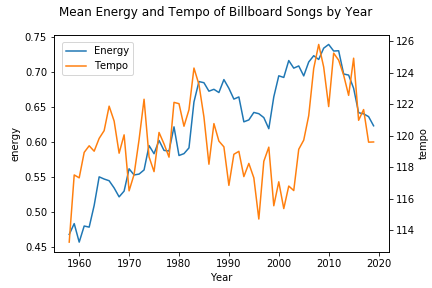 Mean Energy and Tempo of Billboard Songs by Year
Energy
Tempo
0.75
0.70
0.65
0.60
0.55
0.50
0.45
energy
126
124
122
120
118
116
114
tempo
1960 1970 1980 1990 2000 2010 2020
Year